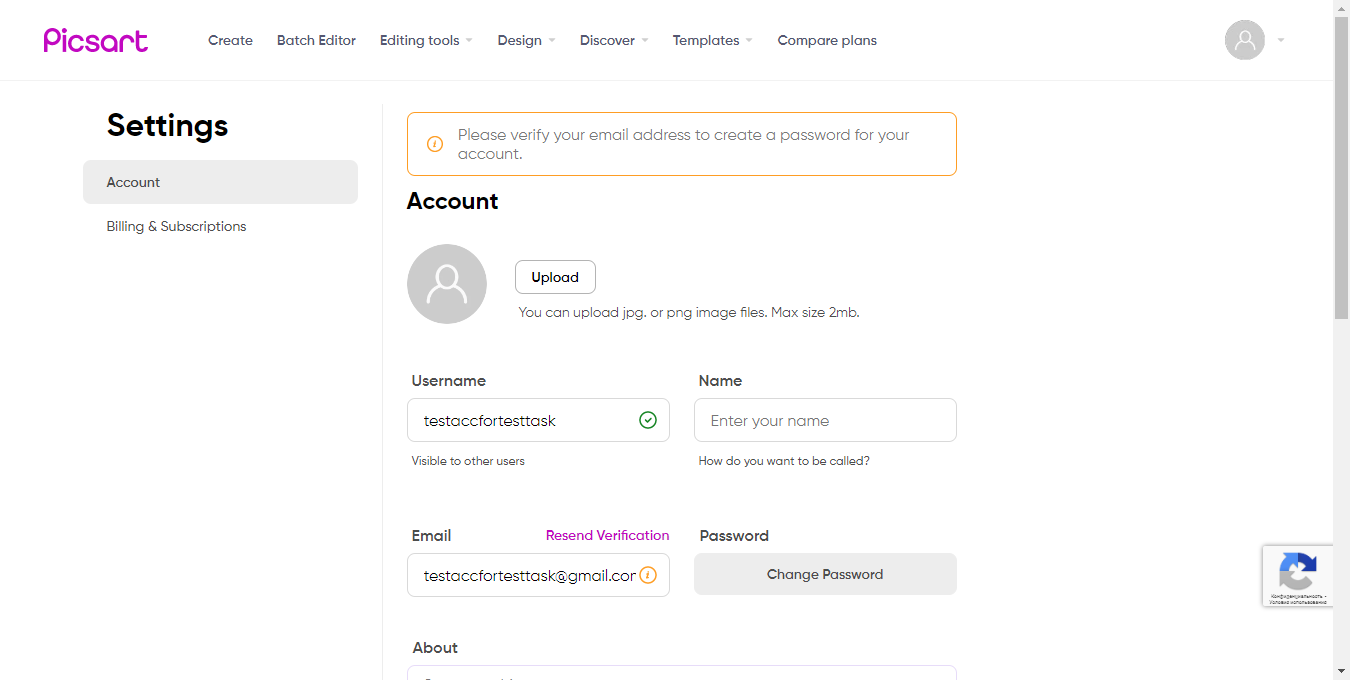 Picsart
Create
Batch Editor
Editing tools
Design
Discover
Templates
Compare plans
Settings
Account
Billing & Subscriptions
Please verify your email address to create a password for your
account.
Account
Upload
You can upload jpg. or png image files. Max size 2mb.
Username
Name
testaccfortesttask
Enter your name
Visible to other users
How do you want to be called?
Email
Resend Verification
Password
testaccfortesttask@gmail.com
Change Password
About
Конфиденциальность -
Условия использования